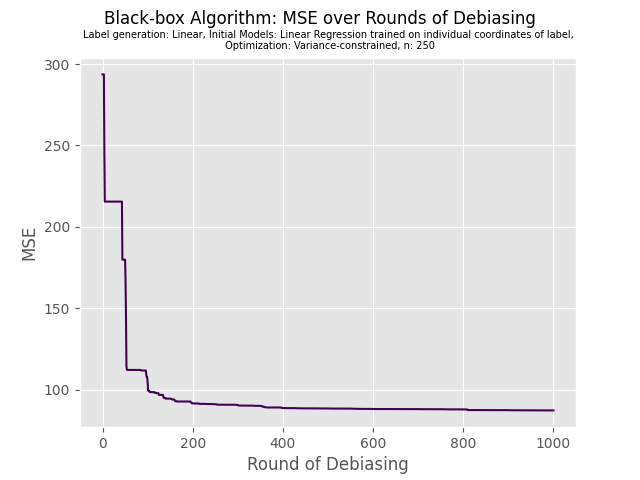 Black-box Algorithm: MSE over Rounds of Debiasing
Label generation: Linear, Initial Models: Linear Regression trained on individual coordinates of label,
Optimization: Variance-constrained, n: 250
300
250
200
150
100
MSE
0 200 400 600 800 1000
Round of Debiasing